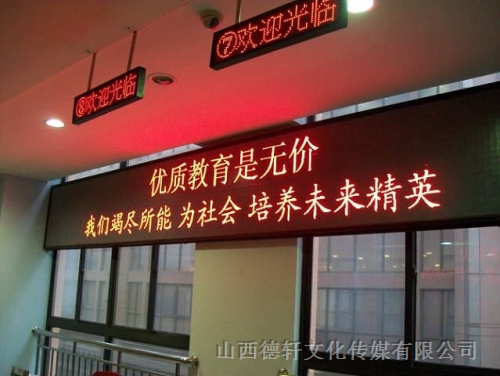 ⑦欢迎光临
⑧欢迎光临
优质教育是无价
我们竭尽所能 为社会 培养未来精英
山西德轩文化传媒有限公司